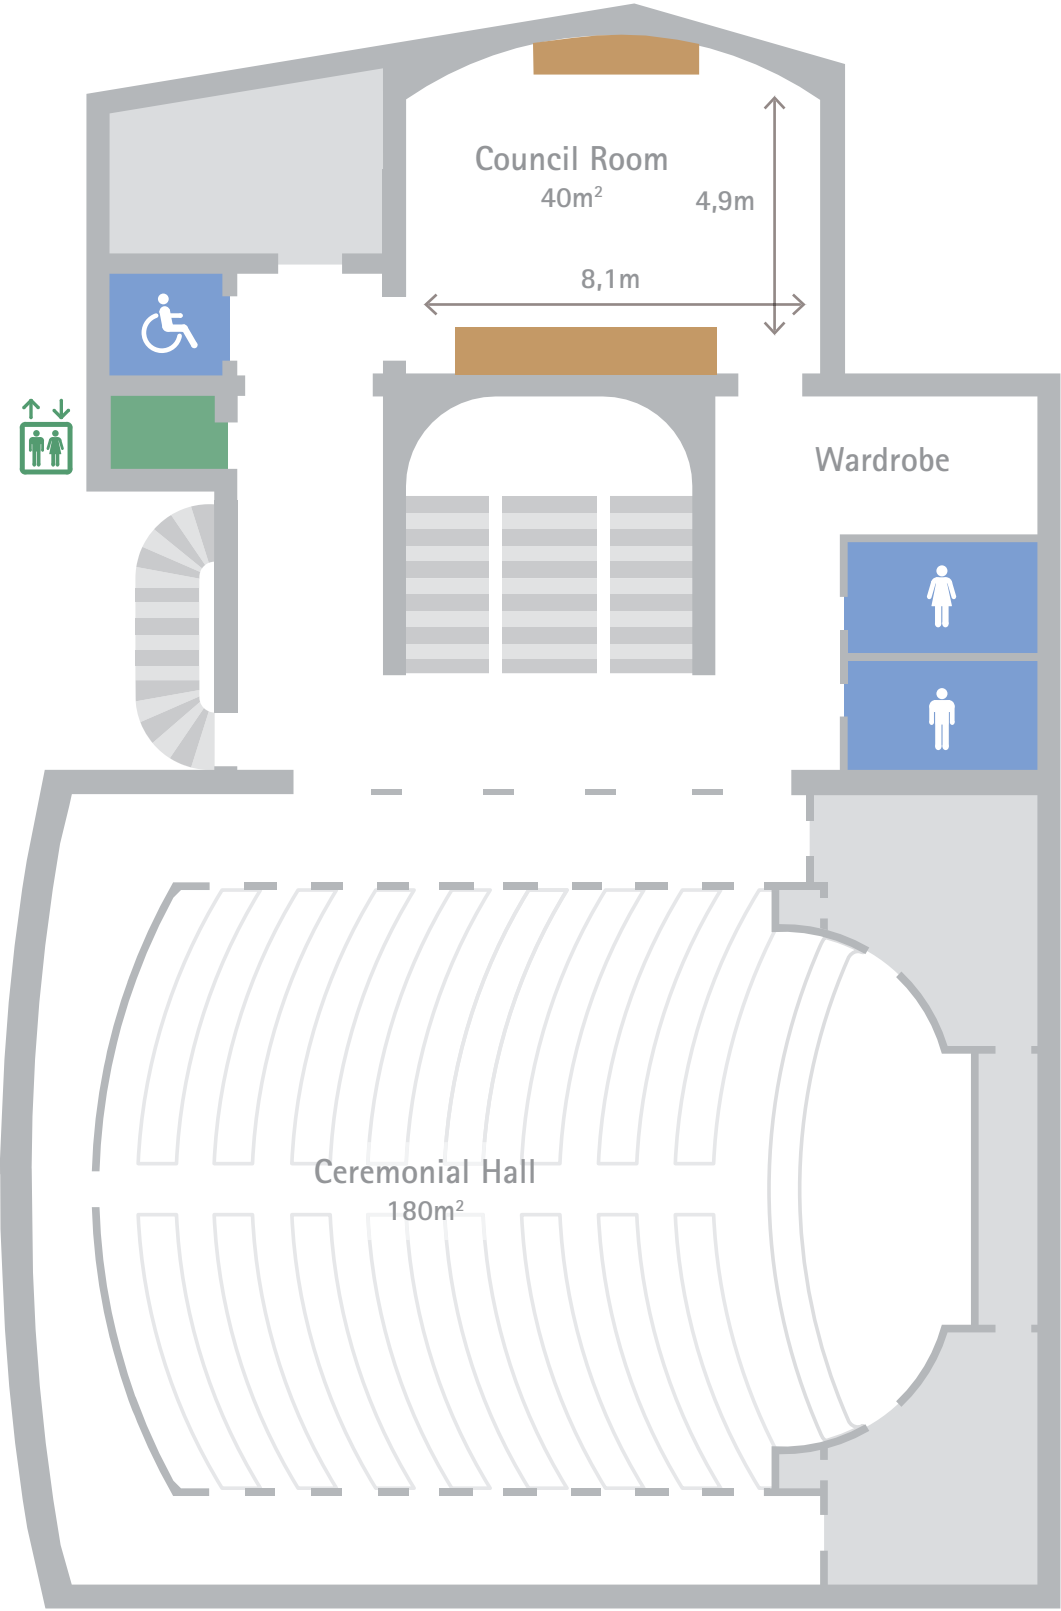 Council Room
40m²
4,9m
8,1m
Wardrobe
Ceremonial Hall
180m²